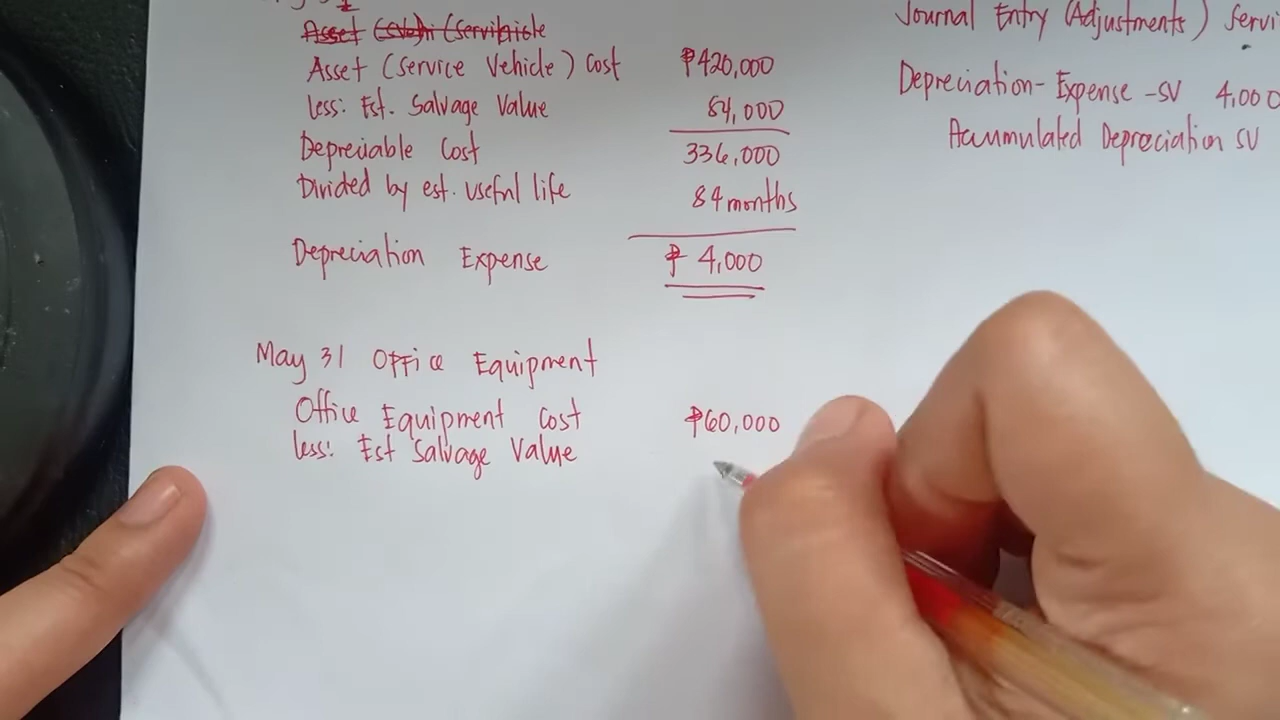 Asset (Service Vehicle) Cost ₱420,000
less: Est. Salvage Value 84,000
Depreciable Cost 336,000
Divided by est. useful life 84 months
Depreciation Expense ₱ 4,000
May 31 Office Equipment
Office Equipment Cost ₱60,000
less: Est Salvage Value
Journal Entry (Adjustments) Servi
Depreciation - Expense - SV 4,000
Acumulated Depreciation SV